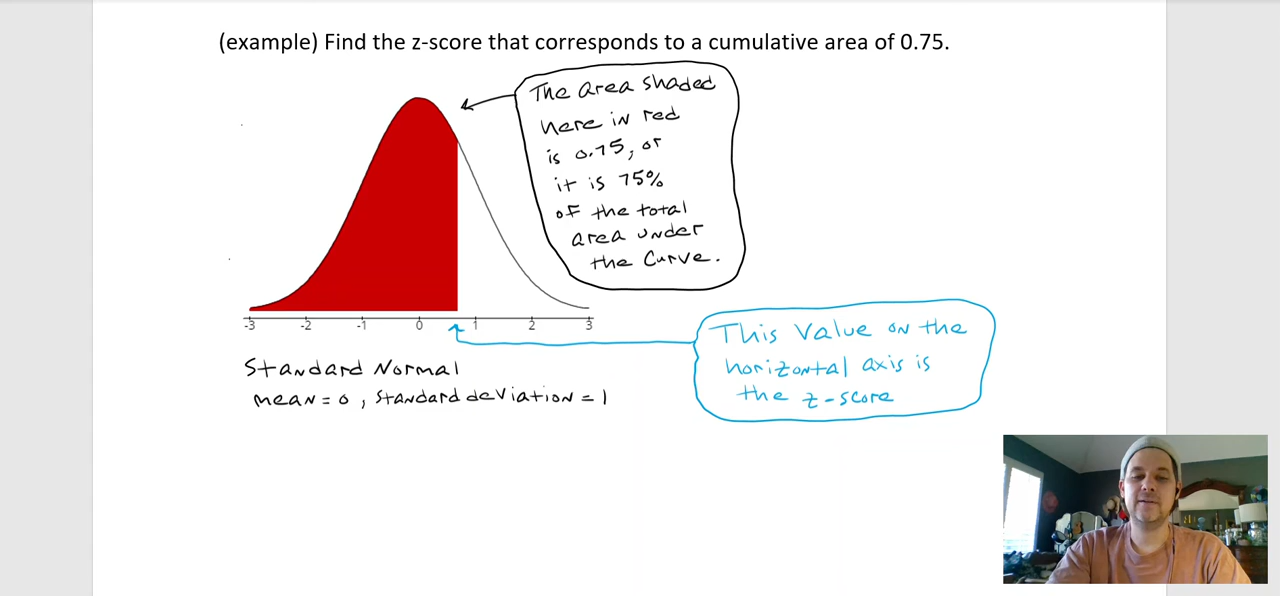 (example) Find the z-score that corresponds to a cumulative area of 0.75.
The area shaded
here in red
is 0.75, or
it is 75%
of the total
area under
the curve.
-3 -2 -1 0 1 2 3
This value on the
horizontal axis is
the z-score
Standard Normal
mean = 0, standard deviation = 1